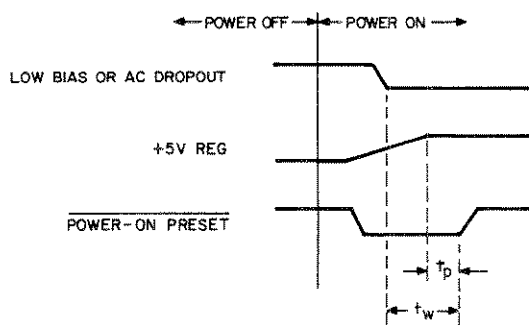 POWER OFF POWER ON
LOW BIAS OR AC DROPOUT
+5V REG
POWER-ON PRESET
tp
tw